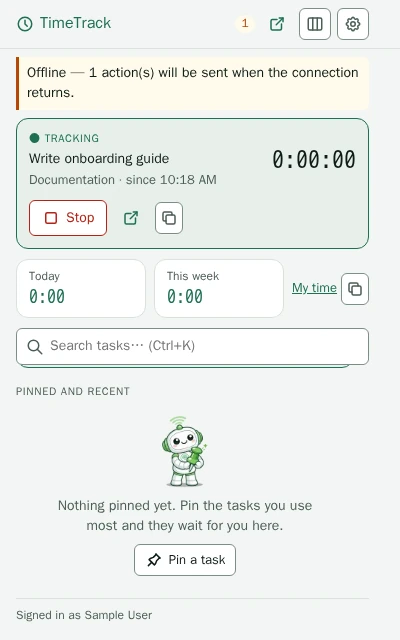 TimeTrack
1
Offline — 1 action(s) will be sent when the connection
returns.
TRACKING
Write onboarding guide
0:00:00
Documentation · since 10:18 AM
Stop
Today
0:00
This week
0:00
My time
Search tasks… (Ctrl+K)
PINNED AND RECENT
Nothing pinned yet. Pin the tasks you use
most and they wait for you here.
Pin a task
Signed in as Sample User